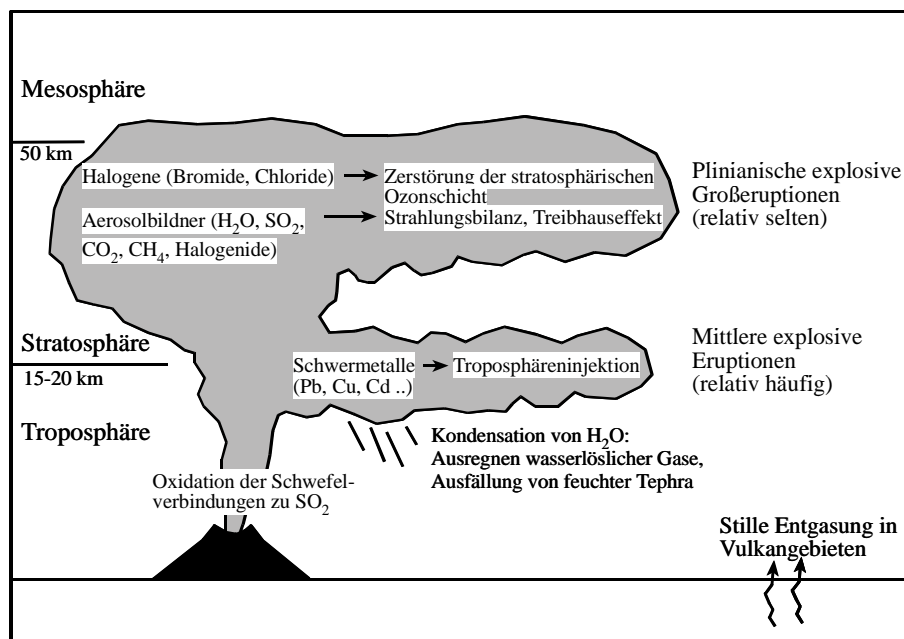 Mesosphäre
50 km
Halogene (Bromide, Chloride)
Zerstörung der stratosphärischen
Ozonschicht
Aerosolbildner (H₂O, SO₂,
CO₂, CH₄, Halogenide)
Strahlungsbilanz, Treibhauseffekt
Plinianische explosive
Großeruptionen
(relativ selten)
Stratosphäre
15-20 km
Schwermetalle
(Pb, Cu, Cd ..)
Troposphäreninjektion
Mittlere explosive
Eruptionen
(relativ häufig)
Troposphäre
Kondensation von H₂O:
Ausregnen wasserlöslicher Gase,
Ausfällung von feuchter Tephra
Oxidation der Schwefel-
verbindungen zu SO₂
Stille Entgasung in
Vulkangebieten